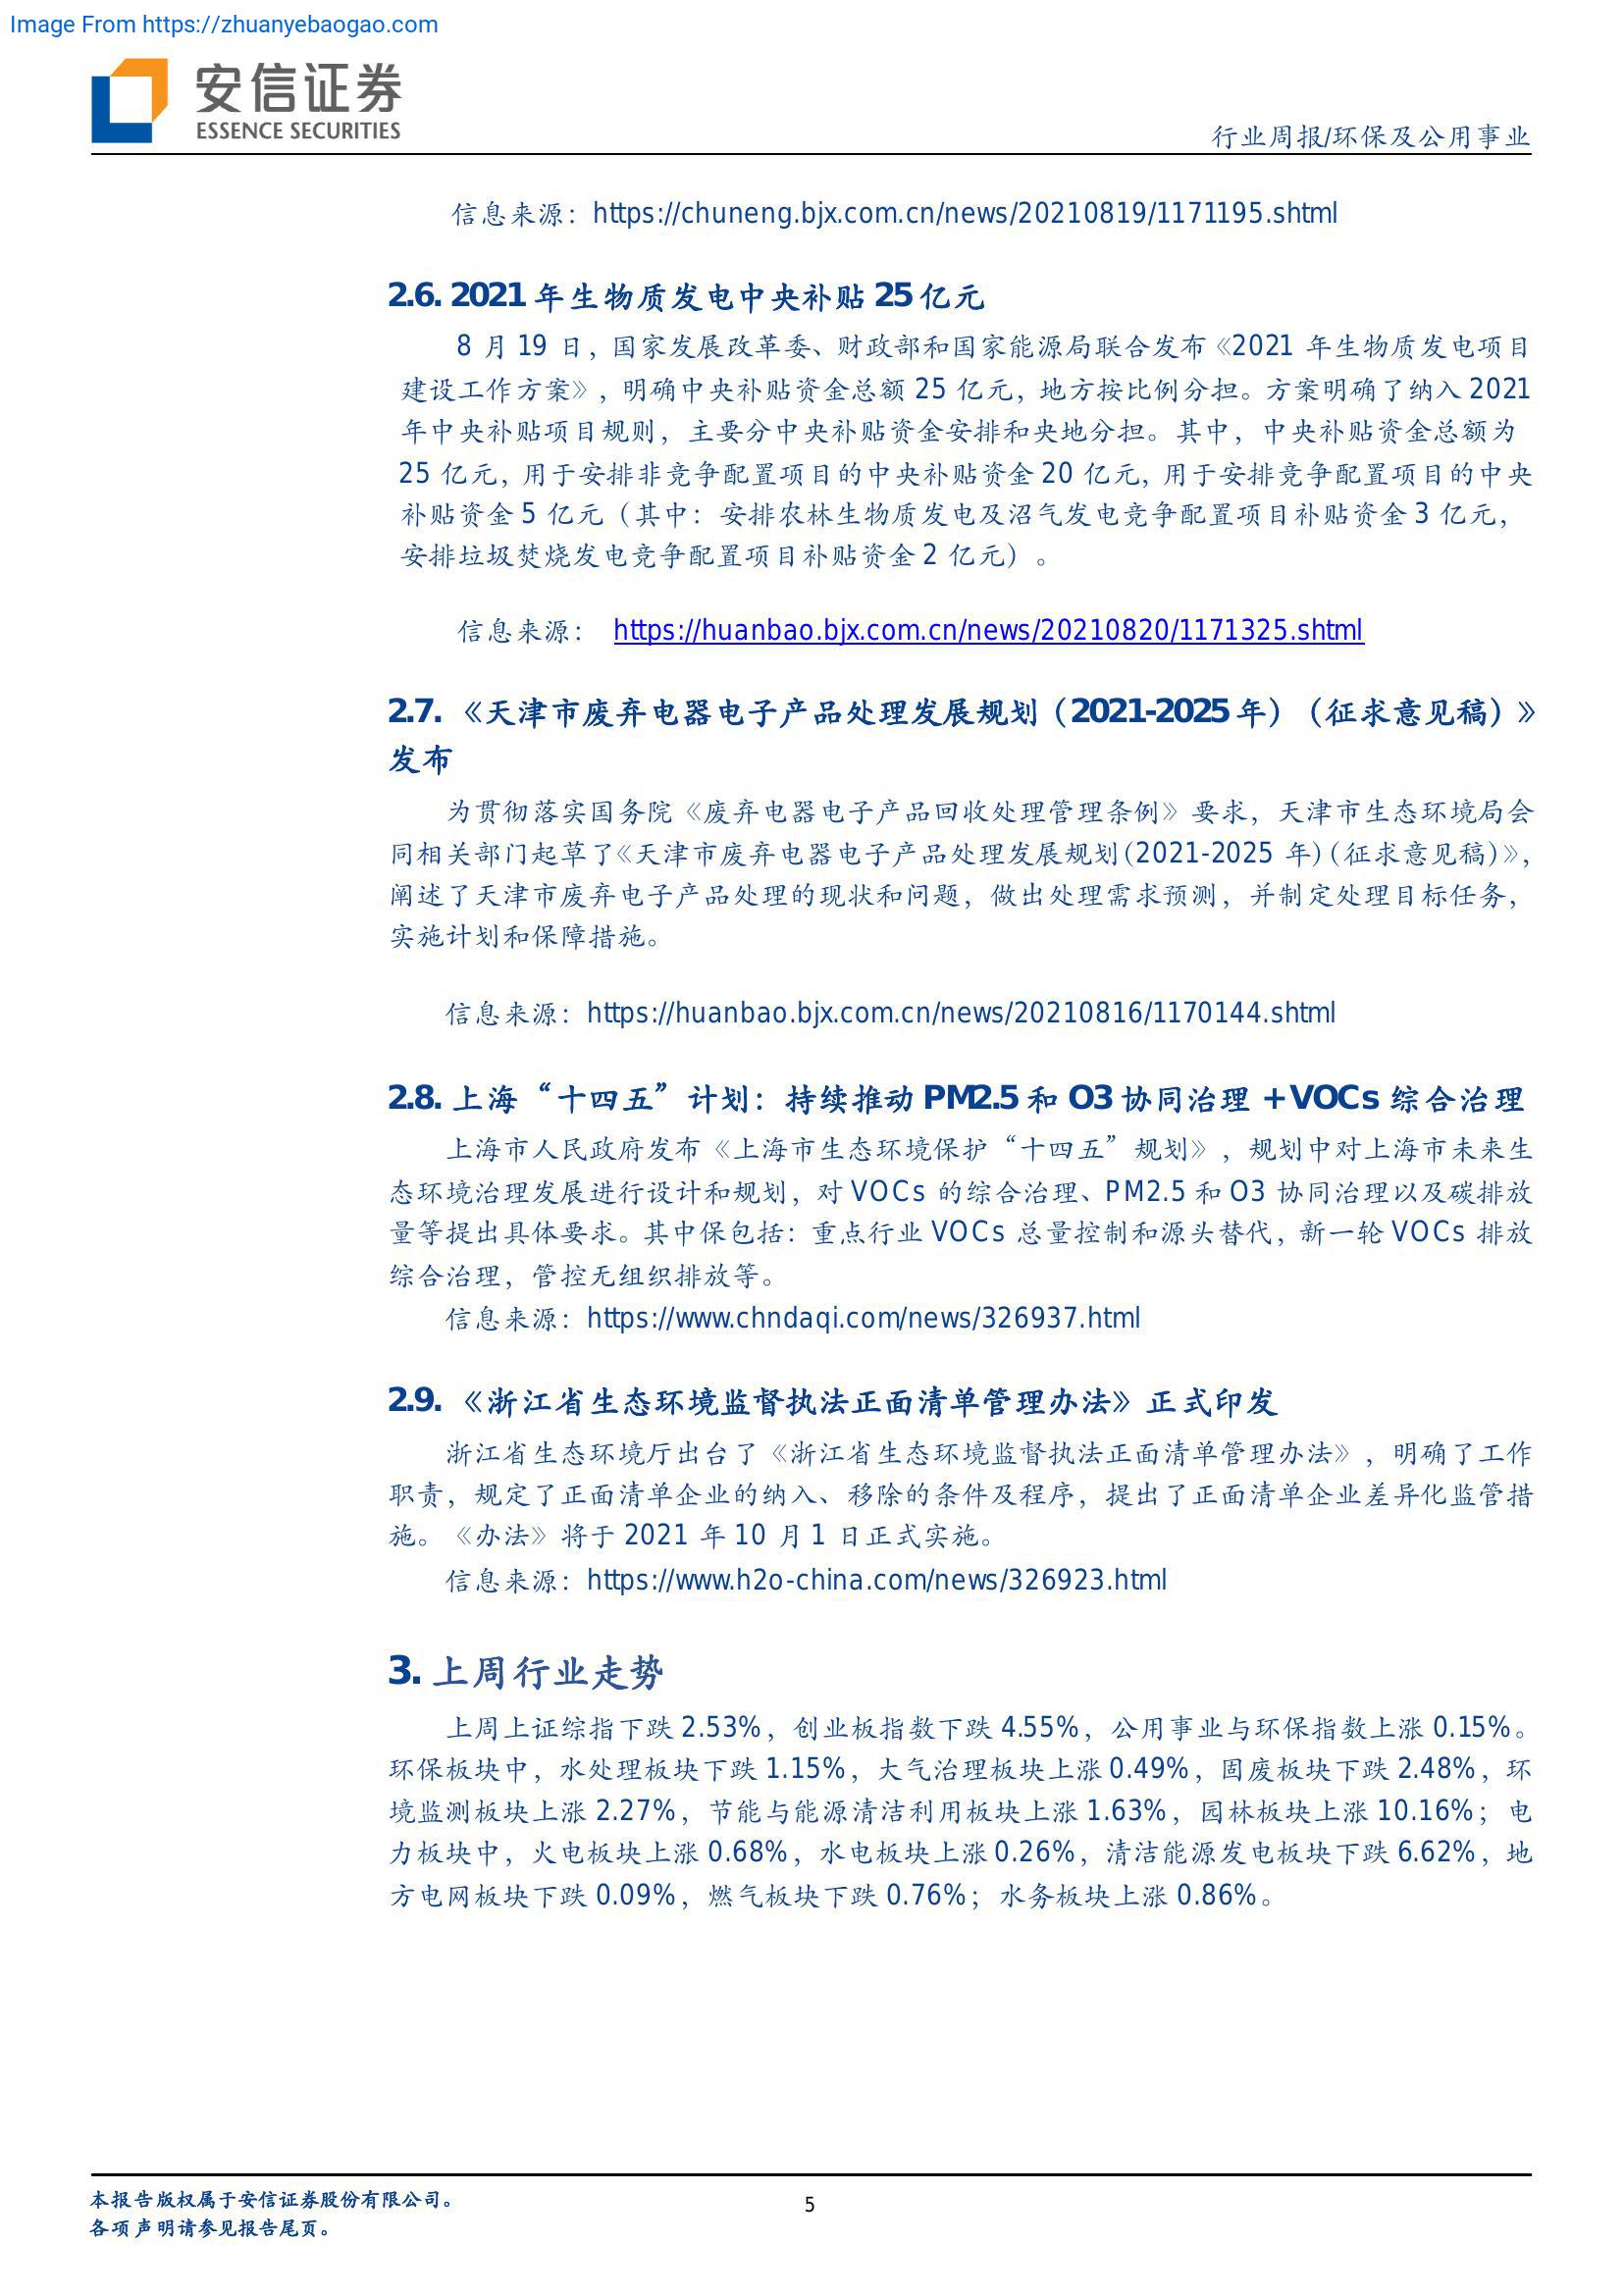 Image From https://zhuanyebaogao.com
安信证券
ESSENCE SECURITIES
行业周报/环保及公用事业
信息来源：https://chuneng.bjx.com.cn/news/20210819/1171195.shtml
2.6. 2021 年生物质发电中央补贴 25 亿元
8 月 19 日，国家发展改革委、财政部和国家能源局联合发布《2021 年生物质发电项目
建设工作方案》，明确中央补贴资金总额 25 亿元，地方按比例分担。方案明确了纳入 2021
年中央补贴项目规则，主要分中央补贴资金安排和央地分担。其中，中央补贴资金总额为
25 亿元，用于安排非竞争配置项目的中央补贴资金 20 亿元，用于安排竞争配置项目的中央
补贴资金 5 亿元（其中：安排农林生物质发电及沼气发电竞争配置项目补贴资金 3 亿元，
安排垃圾焚烧发电竞争配置项目补贴资金 2 亿元）。
信息来源： https://huanbao.bjx.com.cn/news/20210820/1171325.shtml
2.7. 《天津市废弃电器电子产品处理发展规划（2021-2025 年）（征求意见稿）》
发布
为贯彻落实国务院《废弃电器电子产品回收处理管理条例》要求，天津市生态环境局会
同相关部门起草了《天津市废弃电器电子产品处理发展规划(2021-2025 年)(征求意见稿)》，
阐述了天津市废弃电子产品处理的现状和问题，做出处理需求预测，并制定处理目标任务，
实施计划和保障措施。
信息来源：https://huanbao.bjx.com.cn/news/20210816/1170144.shtml
2.8. 上海“十四五”计划：持续推动 PM2.5 和 O3 协同治理 +VOCs 综合治理
上海市人民政府发布《上海市生态环境保护“十四五”规划》，规划中对上海市未来生
态环境治理发展进行设计和规划，对 VOCs 的综合治理、PM2.5 和 O3 协同治理以及碳排放
量等提出具体要求。其中保包括：重点行业 VOCs 总量控制和源头替代，新一轮 VOCs 排放
综合治理，管控无组织排放等。
信息来源：https://www.chndaqi.com/news/326937.html
2.9. 《浙江省生态环境监督执法正面清单管理办法》正式印发
浙江省生态环境厅出台了《浙江省生态环境监督执法正面清单管理办法》，明确了工作
职责，规定了正面清单企业的纳入、移除的条件及程序，提出了正面清单企业差异化监管措
施。《办法》将于 2021 年 10 月 1 日正式实施。
信息来源：https://www.h2o-china.com/news/326923.html
3. 上周行业走势
上周上证综指下跌 2.53%，创业板指数下跌 4.55%，公用事业与环保指数上涨 0.15%。
环保板块中，水处理板块下跌 1.15%，大气治理板块上涨 0.49%，固废板块下跌 2.48%，环
境监测板块上涨 2.27%，节能与能源清洁利用板块上涨 1.63%，园林板块上涨 10.16%；电
力板块中，火电板块上涨 0.68%，水电板块上涨 0.26%，清洁能源发电板块下跌 6.62%，地
方电网板块下跌 0.09%，燃气板块下跌 0.76%；水务板块上涨 0.86%。
本报告版权属于安信证券股份有限公司。
各项声明请参见报告尾页。
5